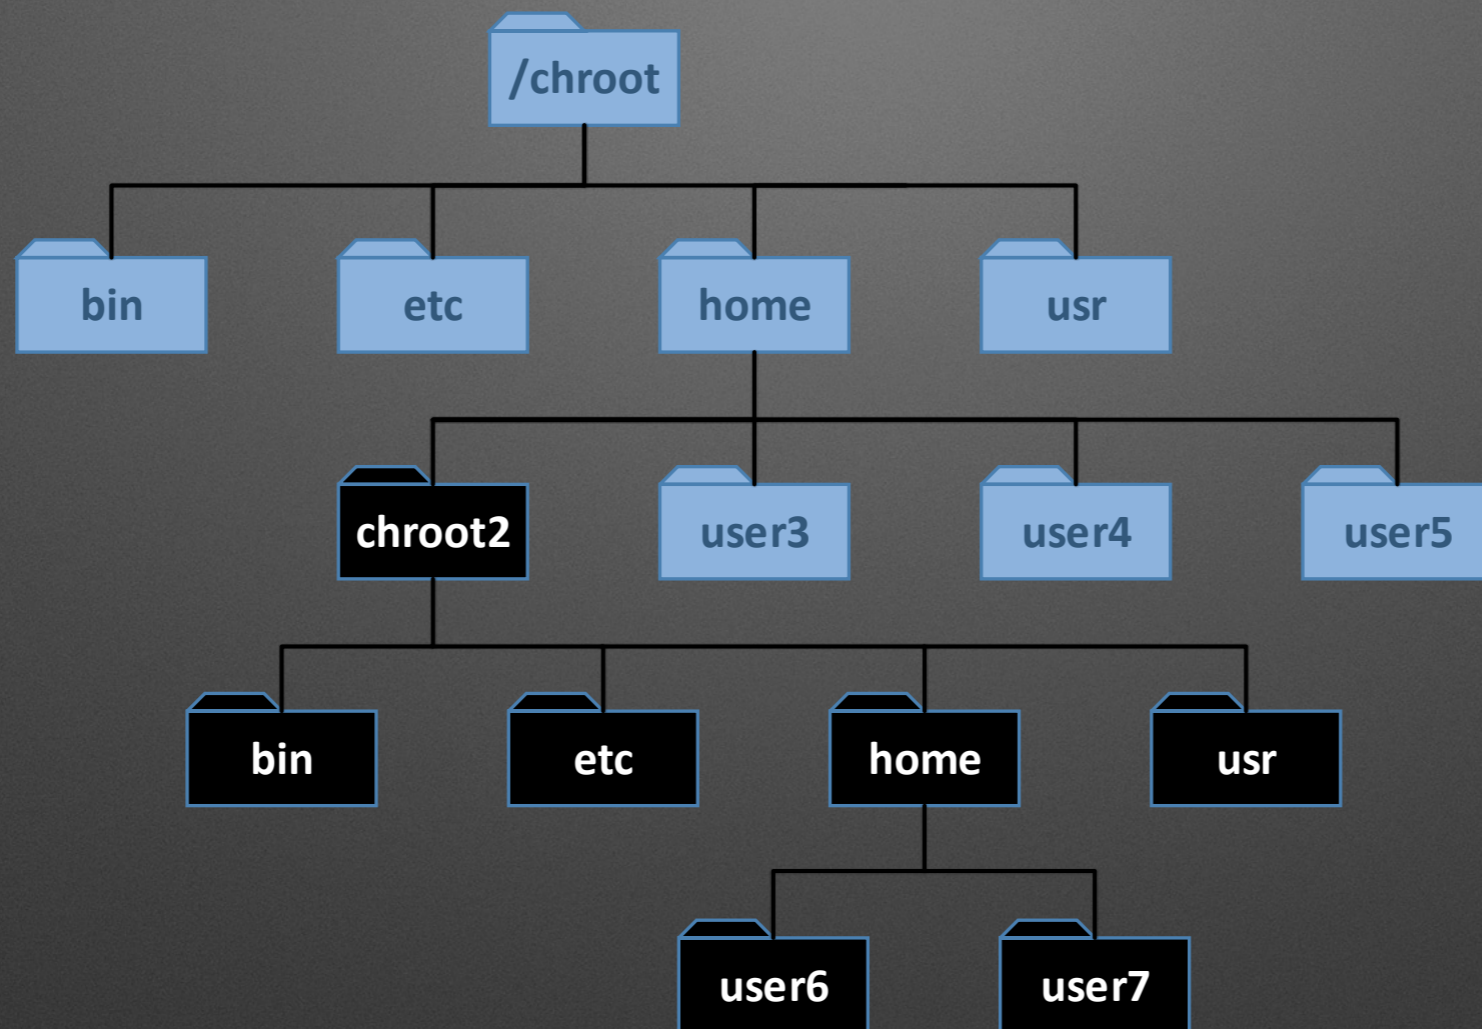 /chroot
bin
etc
home
usr
chroot2
user3
user4
user5
bin
etc
home
usr
user6
user7